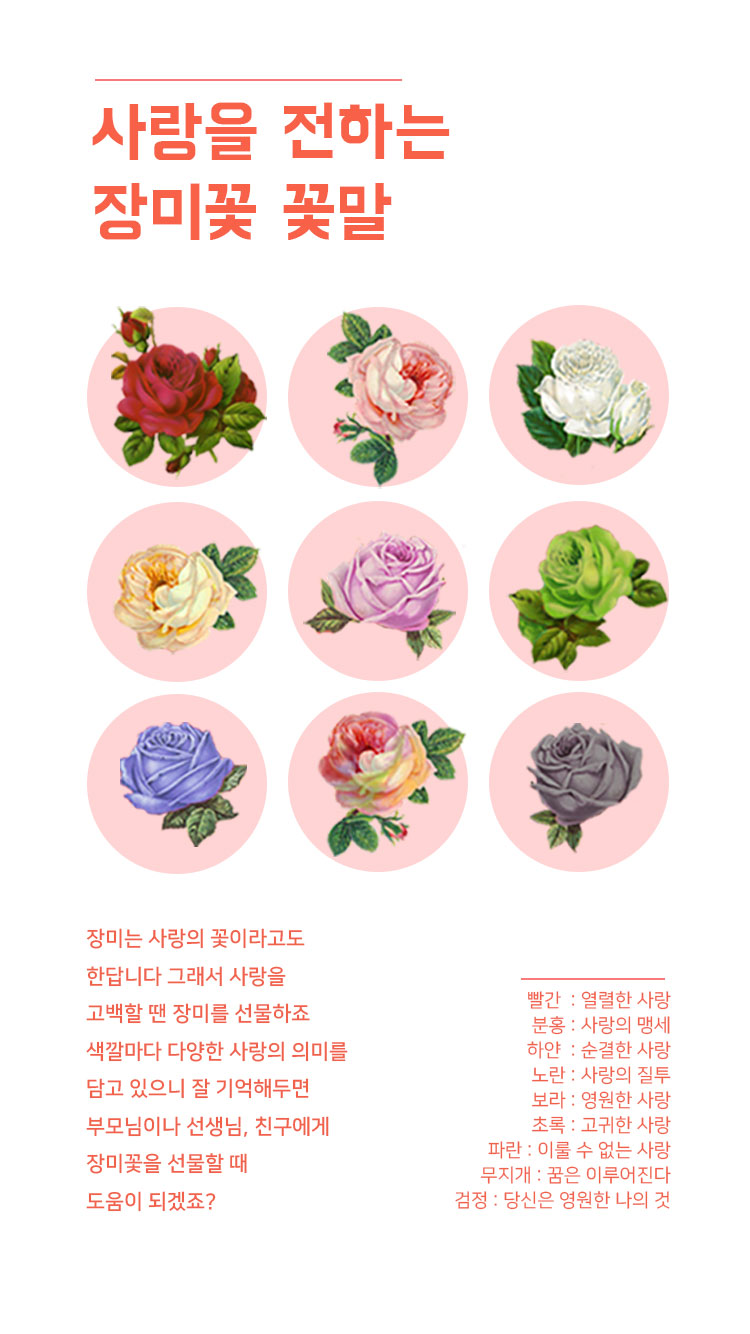 사랑을 전하는
장미꽃 꽃말
장미는 사랑의 꽃이라고도
한답니다 그래서 사랑을
고백할 땐 장미를 선물하죠
색깔마다 다양한 사랑의 의미를
담고 있으니 잘 기억해두면
부모님이나 선생님, 친구에게
장미꽃을 선물할 때
도움이 되겠죠?
빨간 : 열렬한 사랑
분홍 : 사랑의 맹세
하얀 : 순결한 사랑
노란 : 사랑의 질투
보라 : 영원한 사랑
초록 : 고귀한 사랑
파란 : 이룰 수 없는 사랑
무지개 : 꿈은 이루어진다
검정 : 당신은 영원한 나의 것